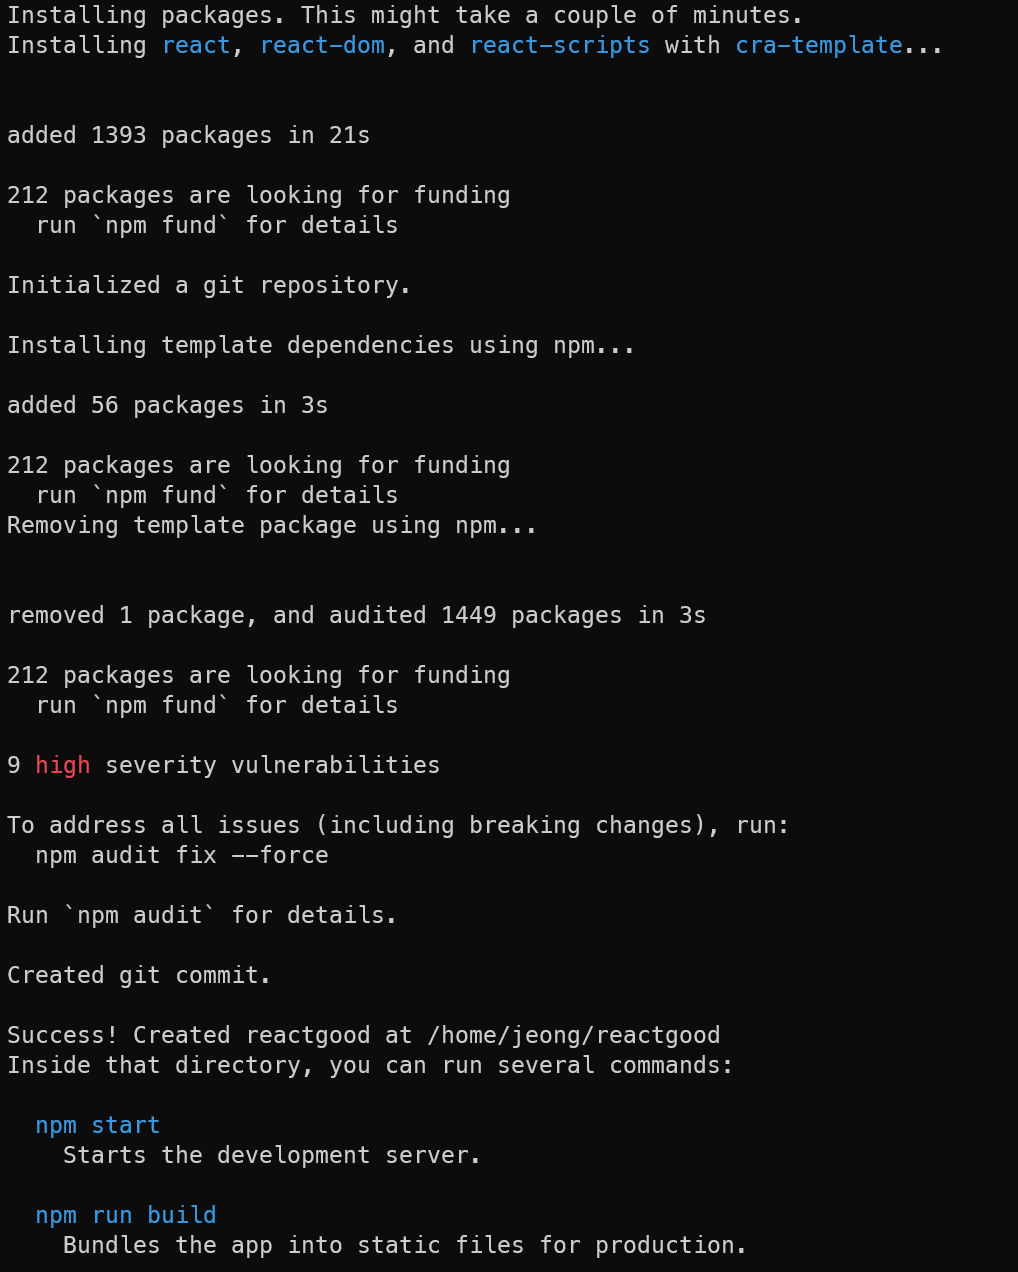 Installing packages. This might take a couple of minutes.
Installing react, react-dom, and react-scripts with cra-template...
added 1393 packages in 21s
212 packages are looking for funding
  run `npm fund` for details
Initialized a git repository.
Installing template dependencies using npm...
added 56 packages in 3s
212 packages are looking for funding
  run `npm fund` for details
Removing template package using npm...
removed 1 package, and audited 1449 packages in 3s
212 packages are looking for funding
  run `npm fund` for details
9 high severity vulnerabilities
To address all issues (including breaking changes), run:
  npm audit fix --force
Run `npm audit` for details.
Created git commit.
Success! Created reactgood at /home/jeong/reactgood
Inside that directory, you can run several commands:
  npm start
    Starts the development server.
  npm run build
    Bundles the app into static files for production.